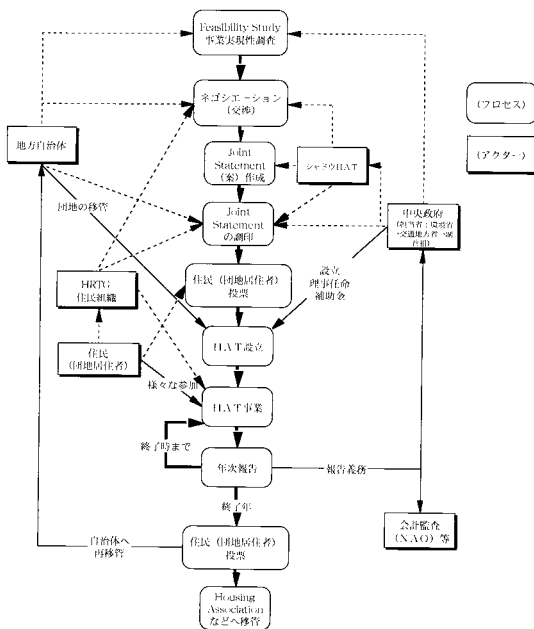 Feasibility Study
事業実現性調査
ネゴシエーション
(交渉)
(プロセス)
地方自治体
Joint
Statement
(案)作成
シャドウHAT
(アクター)
団地の移管
Joint
Statement
の調印
中央政府
(担当省:環境省
HRTG
住民組織
住民(団地居住者)
投票
設立
理事任命
補助金
住民
(団地居住者)
HAT設立
様々な参加
HAT事業
終了時まで
年次報告
報告義務
終了年
自治体へ
再移管
住民(団地居住者)
投票
会計監査
(NAO)等
Housing
Association
などへ移管